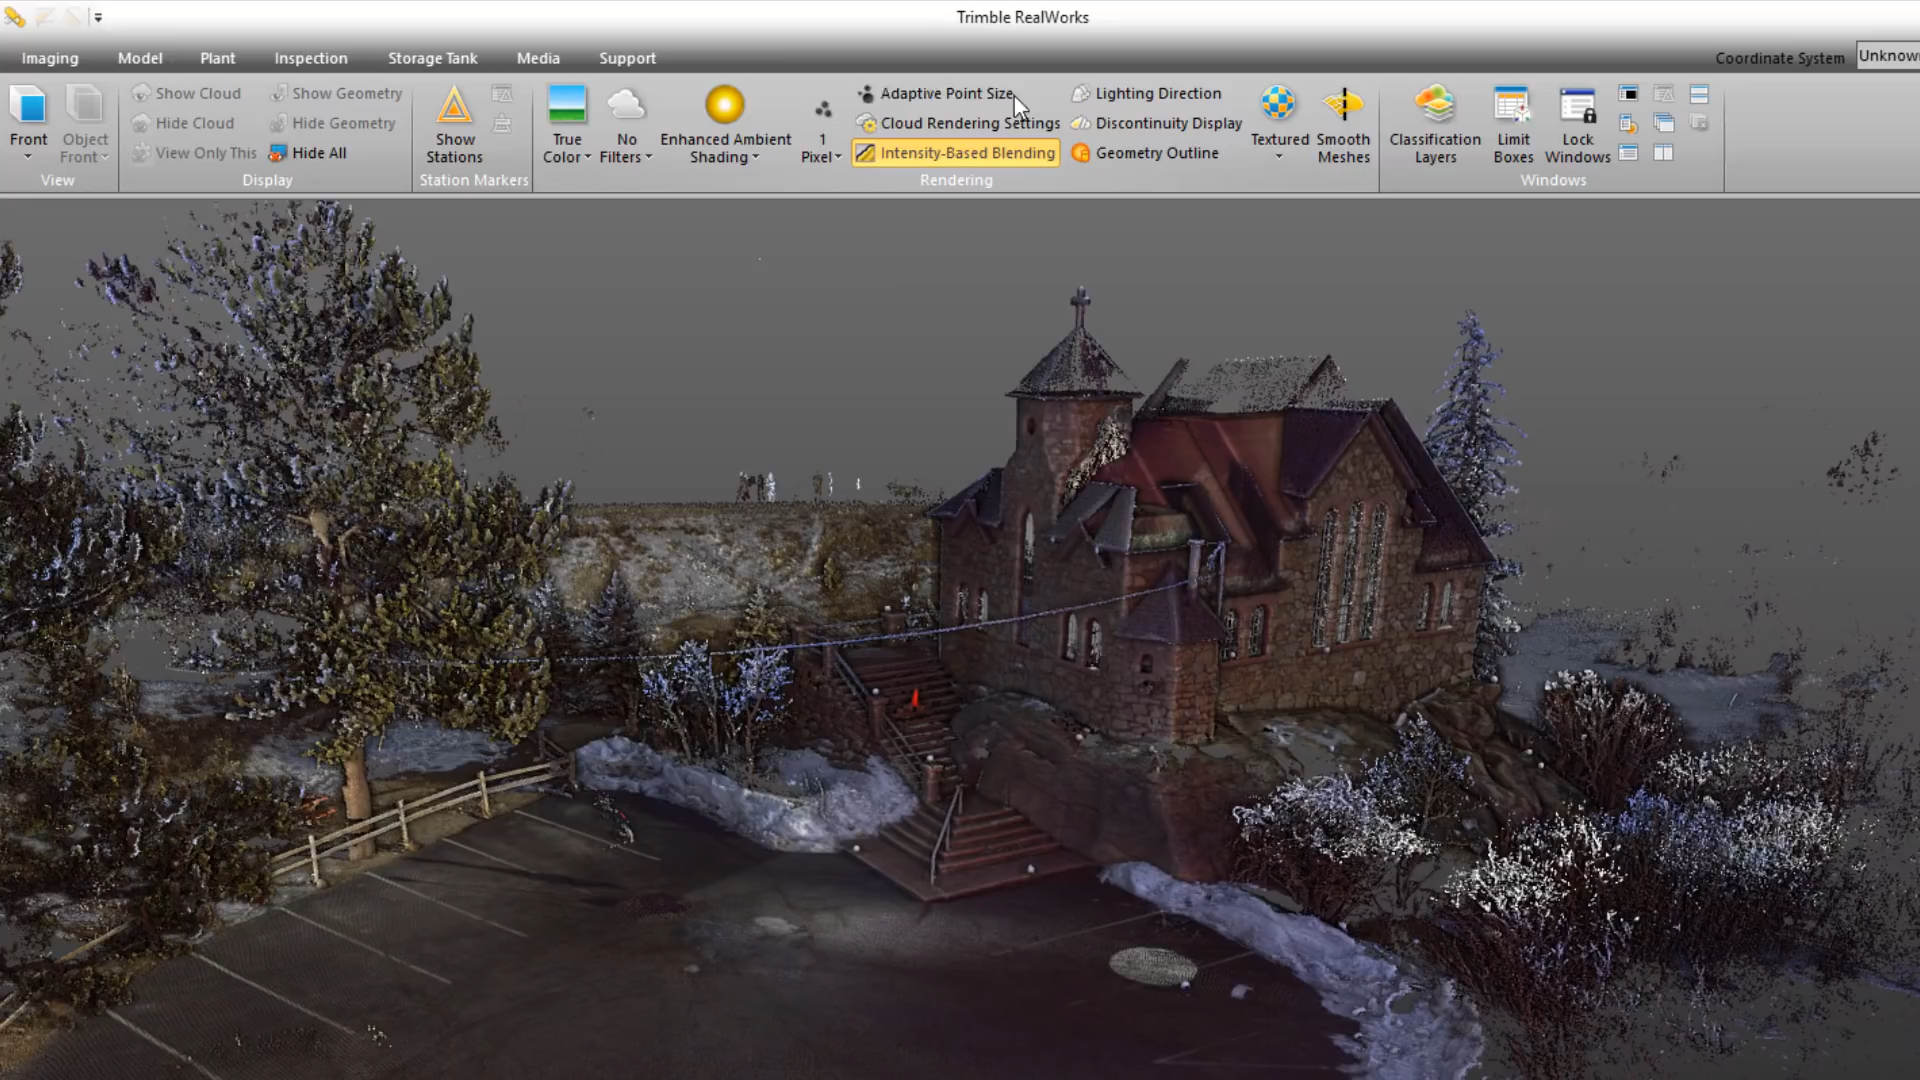 Trimble RealWorks
Imaging Model Plant Inspection Storage Tank Media Support Coordinate System Unknown
Front
Object Front
View
Show Cloud
Hide Cloud
View Only This
Show Geometry
Hide Geometry
Hide All
Display
Show Stations
Station Markers
True Color
No Filters
Enhanced Ambient Shading
1 Pixel
Adaptive Point Size
Cloud Rendering Settings
Intensity-Based Blending
Lighting Direction
Discontinuity Display
Geometry Outline
Textured
Smooth Meshes
Rendering
Classification Layers
Limit Boxes
Lock Windows
Windows